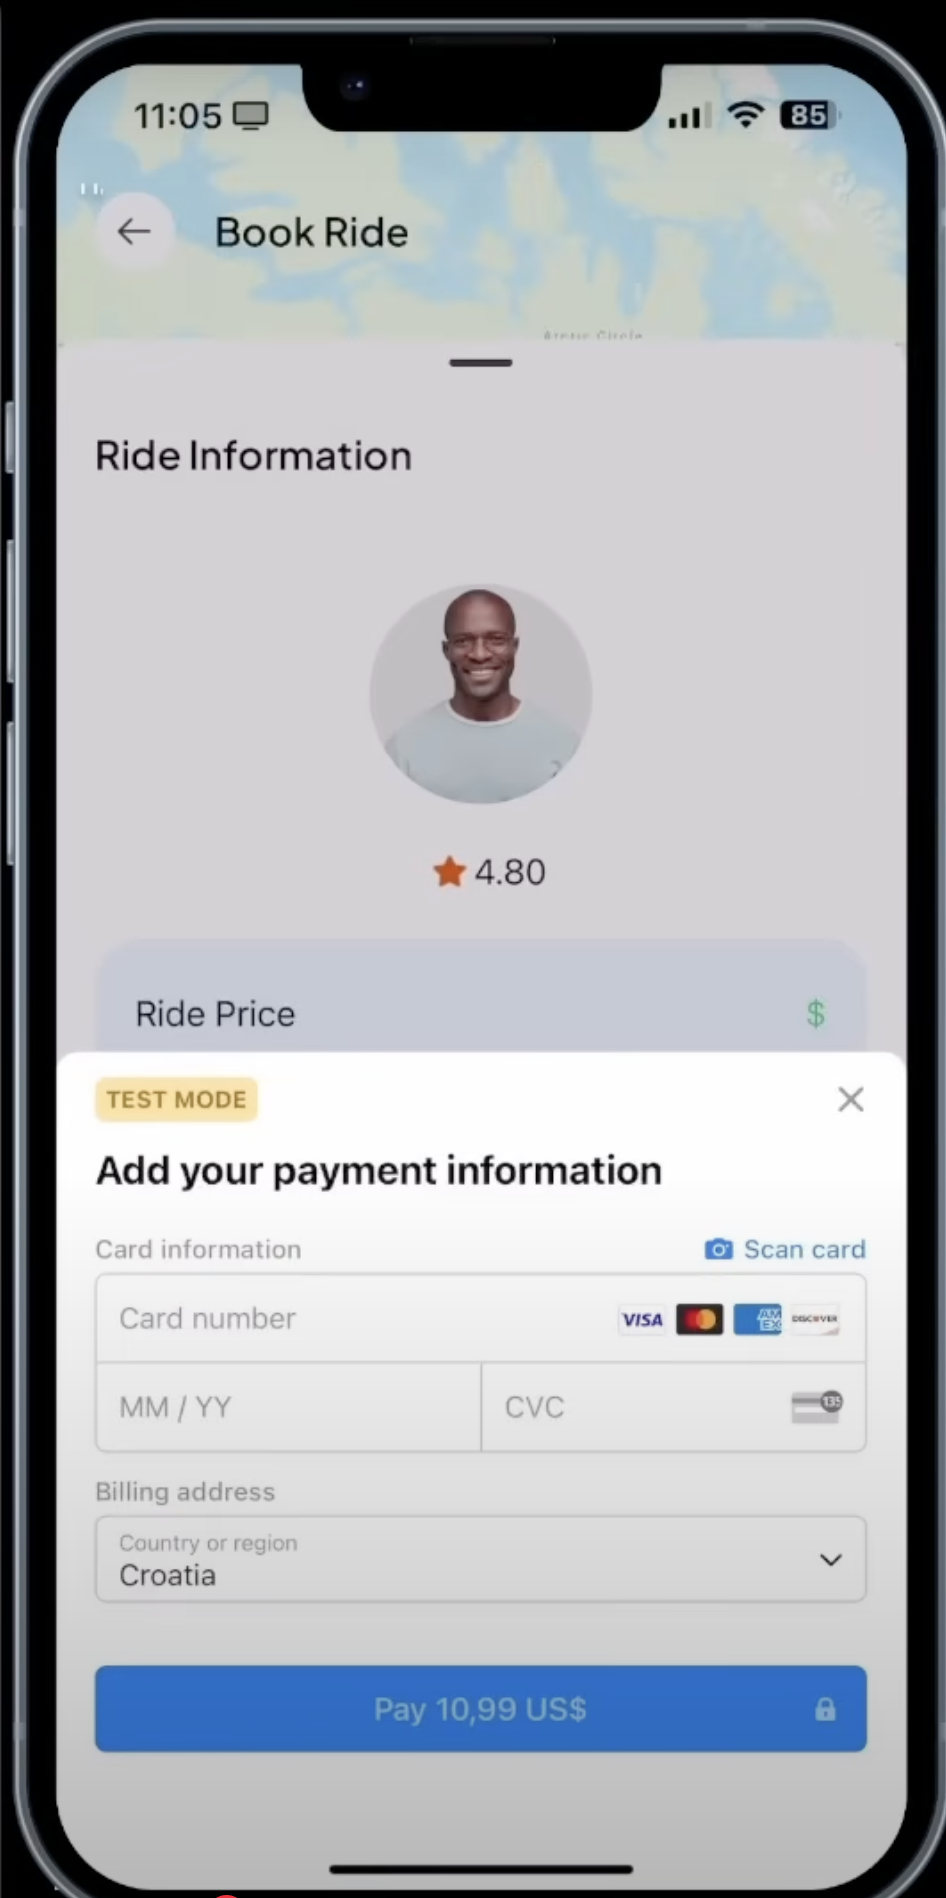 11:05
85
Book Ride
Arctic Circle
Ride Information
4.80
Ride Price $
TEST MODE
Add your payment information
Card information Scan card
Card number VISA AMEX DISCOVER
MM / YY CVC 135
Billing address
Country or region
Croatia
Pay 10,99 US$